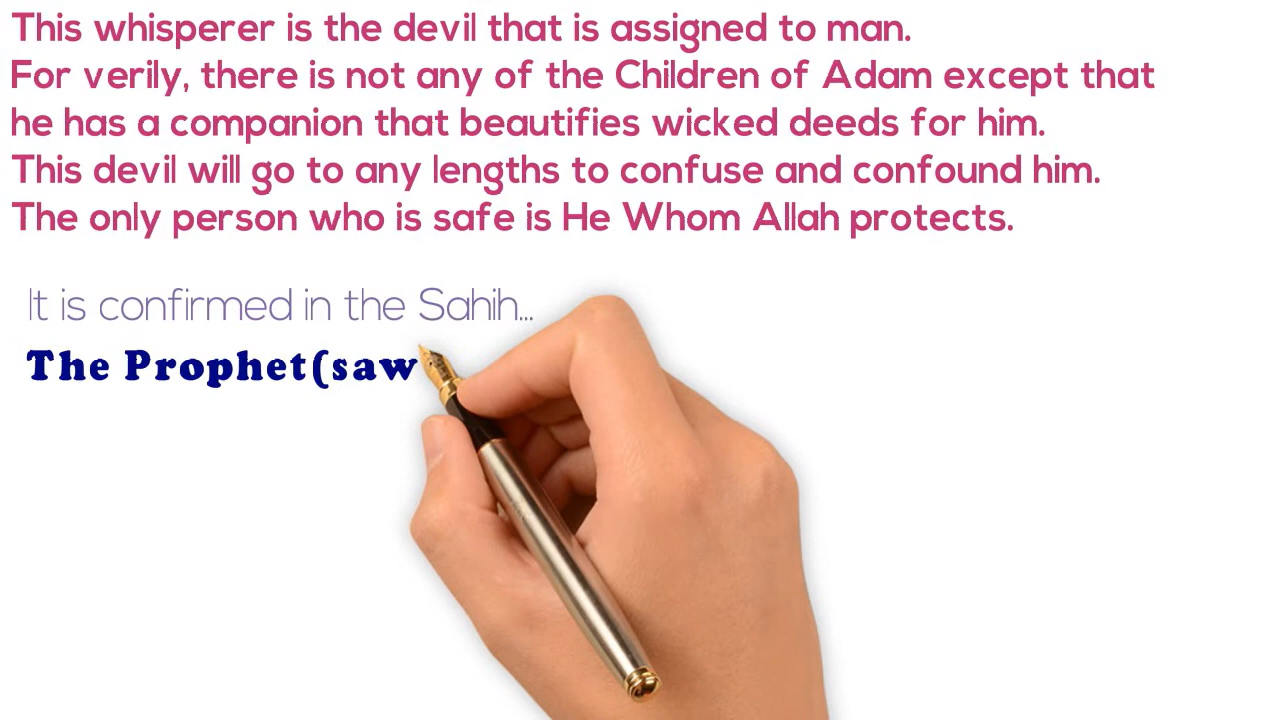 This whisperer is the devil that is assigned to man.
For verily, there is not any of the Children of Adam except that
he has a companion that beautifies wicked deeds for him.
This devil will go to any lengths to confuse and confound him.
The only person who is safe is He Whom Allah protects.
It is confirmed in the Sahih...
The Prophet(saw